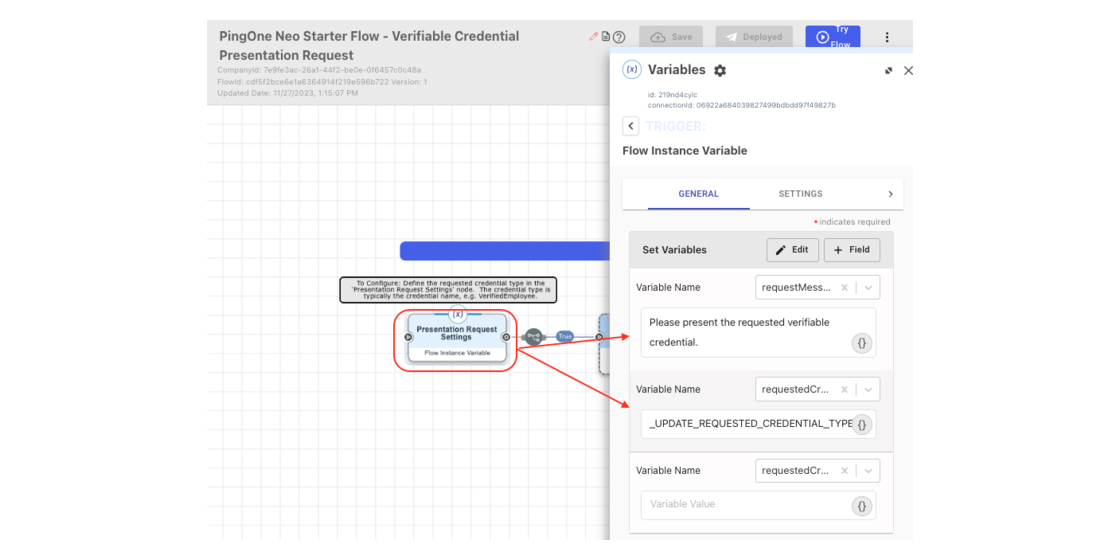 PingOne Neo Starter Flow - Verifiable Credential
Presentation Request
CompanyId: 7e9fe3ac-26a1-44f2-be0e-0f6457c0c48a
FlowId: cdf5f2bce6e1a6364914f219e596b722 Version: 1
Updated Date: 11/27/2023, 1:15:07 PM
Save
Deployed
Try
Flow
To Configure: Define the requested credential type in the
'Presentation Request Settings' node. The credential type is
typically the credential name, e.g. VerifiedEmployee.
(x)
Presentation Request
Settings
Flow Instance Variable
True
(x) Variables
id: 219nd4cylc
connectionId: 06922a684039827499bdbdd97f49827b
TRIGGER:
Flow Instance Variable
GENERAL
SETTINGS
• indicates required
Set Variables
Edit
+ Field
Variable Name
requestMess...
Please present the requested verifiable
credential.
{}
Variable Name
requestedCr...
_UPDATE_REQUESTED_CREDENTIAL_TYPE
{}
Variable Name
requestedCr...
Variable Value
{}